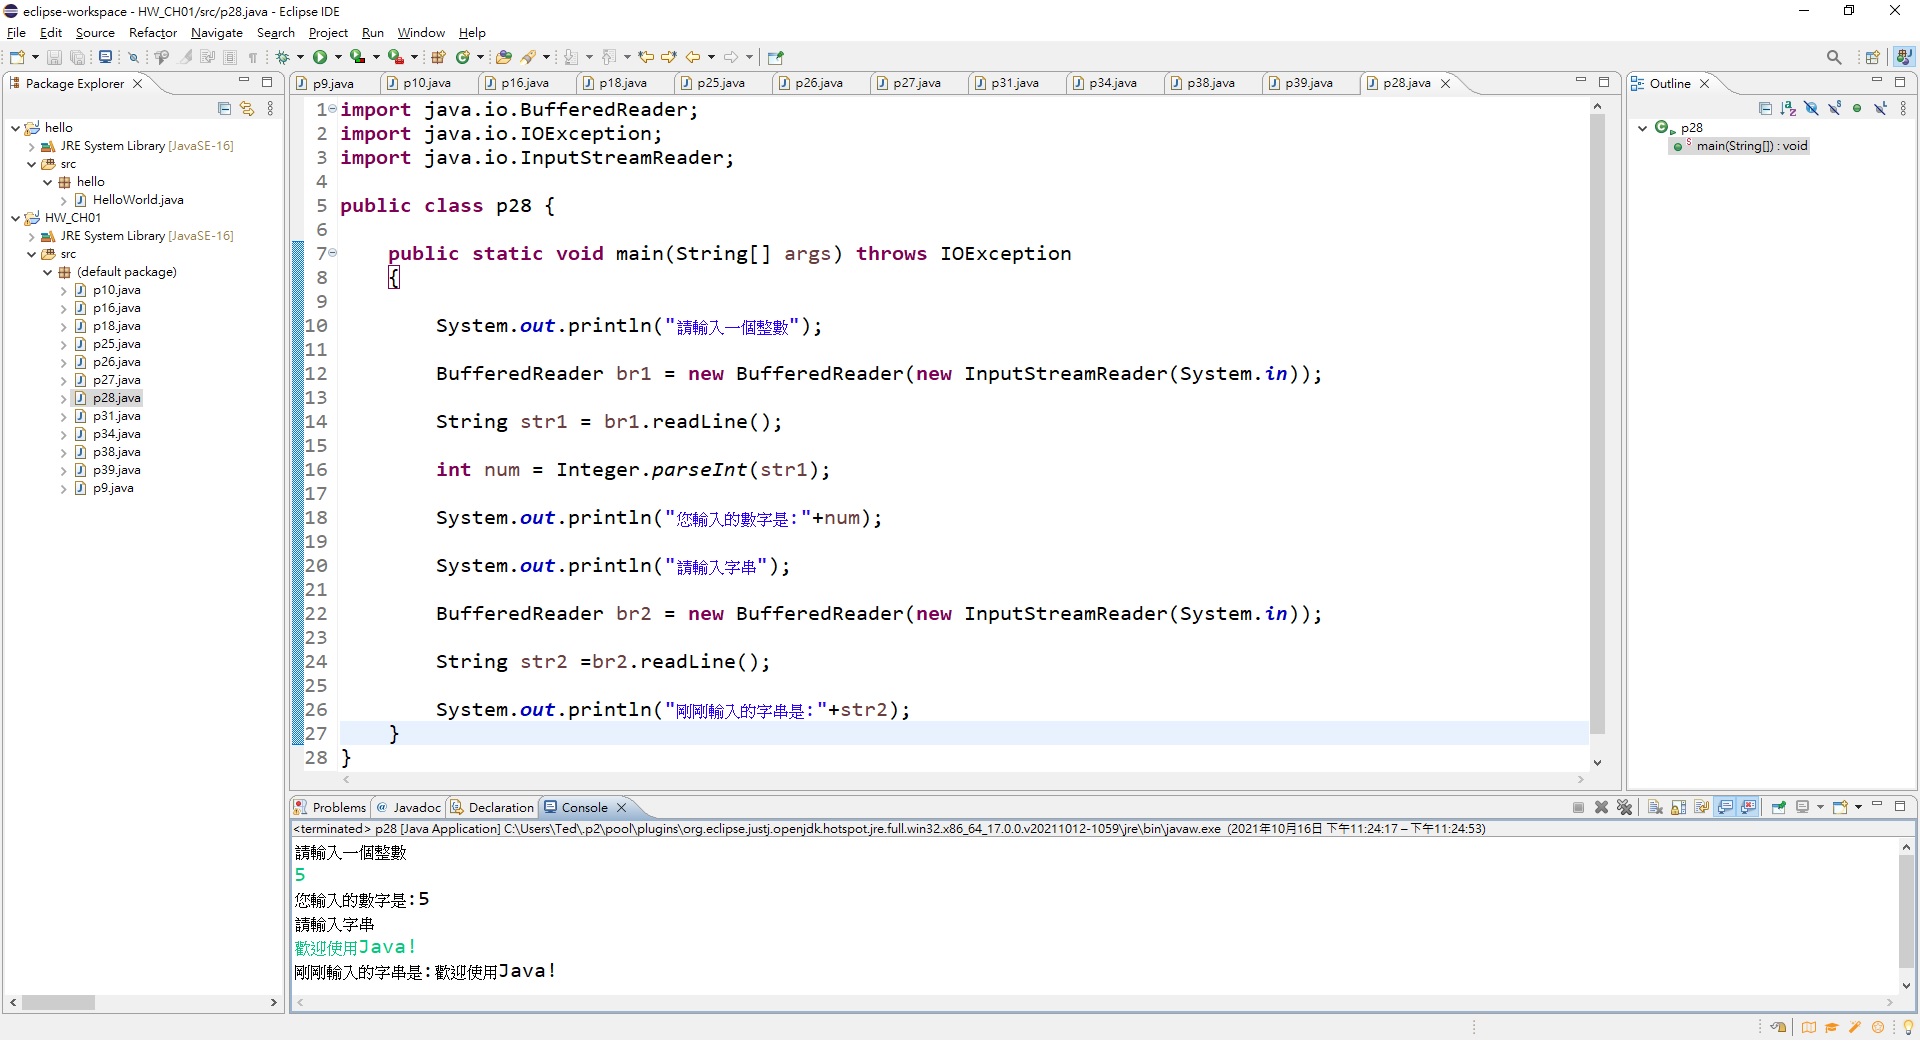 eclipse-workspace - HW_CH01/src/p28.java - Eclipse IDE
File Edit Source Refactor Navigate Search Project Run Window Help
Package Explorer
hello
JRE System Library [JavaSE-16]
src
hello
HelloWorld.java
HW_CH01
JRE System Library [JavaSE-16]
src
(default package)
p10.java
p16.java
p18.java
p25.java
p26.java
p27.java
p28.java
p31.java
p34.java
p38.java
p39.java
p9.java
p9.java p10.java p16.java p18.java p25.java p26.java p27.java p31.java p34.java p38.java p39.java p28.java
1 import java.io.BufferedReader;
2 import java.io.IOException;
3 import java.io.InputStreamReader;
4
5 public class p28 {
6
7 public static void main(String[] args) throws IOException
8 {
9
10 System.out.println("請輸入一個整數");
11
12 BufferedReader br1 = new BufferedReader(new InputStreamReader(System.in));
13
14 String str1 = br1.readLine();
15
16 int num = Integer.parseInt(str1);
17
18 System.out.println("您輸入的數字是:"+num);
19
20 System.out.println("請輸入字串");
21
22 BufferedReader br2 = new BufferedReader(new InputStreamReader(System.in));
23
24 String str2 =br2.readLine();
25
26 System.out.println("剛剛輸入的字串是:"+str2);
27 }
28 }
Outline
p28
main(String[]) : void
Problems Javadoc Declaration Console
<terminated> p28 [Java Application] C:\Users\Ted\.p2\pool\plugins\org.eclipse.justj.openjdk.hotspot.jre.full.win32.x86_64_17.0.0.v20211012-1059\jre\bin\javaw.exe (2021年10月16日 下午11:24:17 – 下午11:24:53)
請輸入一個整數
5
您輸入的數字是:5
請輸入字串
歡迎使用Java!
剛剛輸入的字串是:歡迎使用Java!